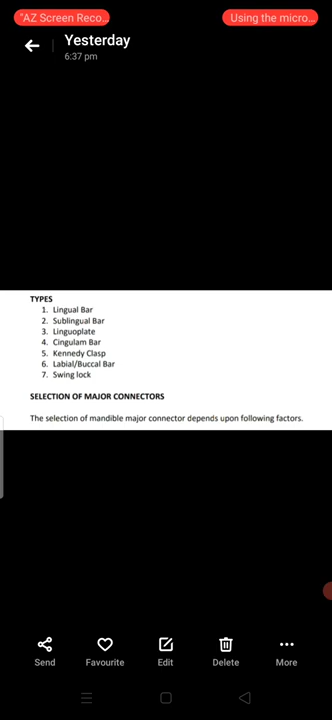 "AZ Screen Reco...
Using the micro...
Yesterday
6:37 pm
TYPES
1. Lingual Bar
2. Sublingual Bar
3. Linguoplate
4. Cingulam Bar
5. Kennedy Clasp
6. Labial/Buccal Bar
7. Swing lock
SELECTION OF MAJOR CONNECTORS
The selection of mandible major connector depends upon following factors.
Send
Favourite
Edit
Delete
More